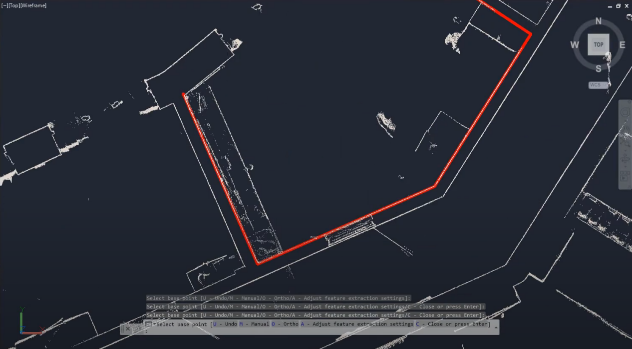 [−][Top][Wireframe]
N
W
TOP
E
S
WCS
Select base point [U - Undo/M - Manual/O - Ortho/A - Adjust feature extraction settings]:
Select base point [U - Undo/M - Manual/O - Ortho/A - Adjust feature extraction settings/C - Close or press Enter]:
Select base point [U - Undo/M - Manual/O - Ortho/A - Adjust feature extraction settings/C - Close or press Enter]:
Select base point [U - Undo M - Manual O - Ortho A - Adjust feature extraction settings C - Close or press Enter]: